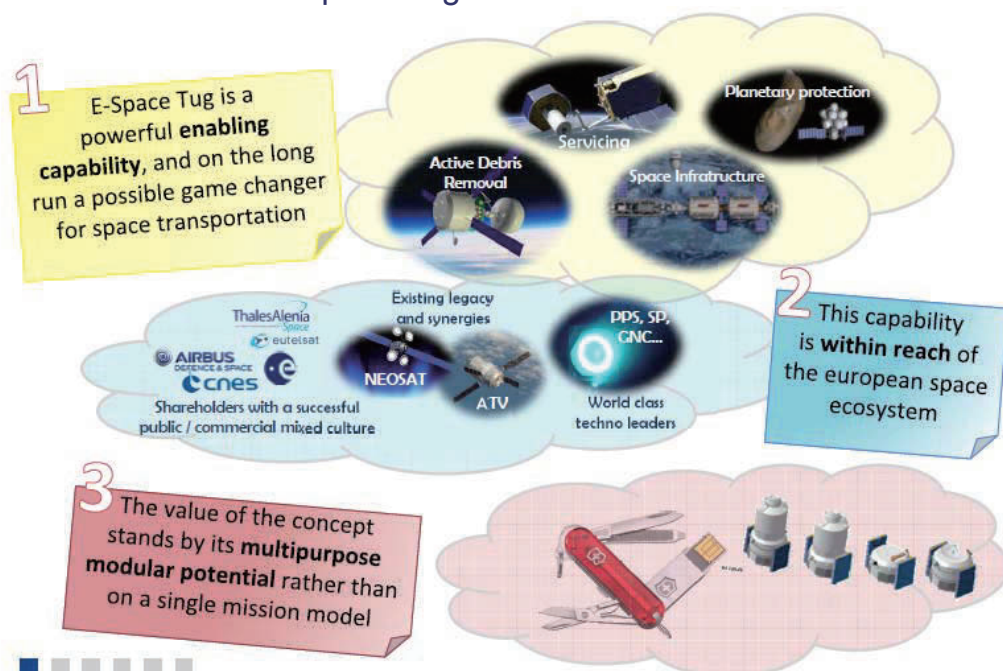 1
E-Space Tug is a
powerful enabling
capability, and on the long
run a possible game changer
for space transportation
Servicing
Planetary protection
Active Debris
Removal
Space Infratructure
ThalesAlenia
Space
eutelsat
AIRBUS
DEFENCE & SPACE
cnes
esa
Shareholders with a successful
public / commercial mixed culture
Existing legacy
and synergies
NEOSAT
ATV
PPS, SP,
GNC...
World class
techno leaders
2
This capability
is within reach of
the european space
ecosystem
3
The value of the concept
stands by its multipurpose
modular potential rather than
on a single mission model